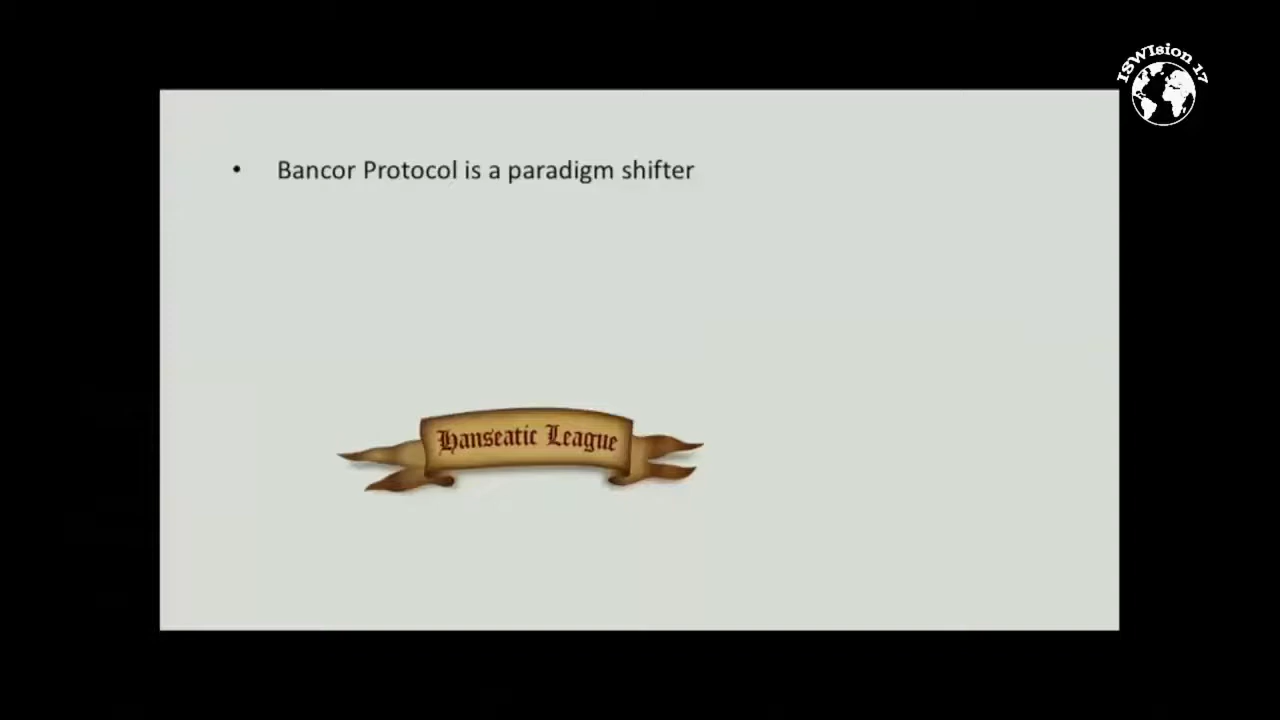 ISWIsion 17
• Bancor Protocol is a paradigm shifter
Hanseatic League